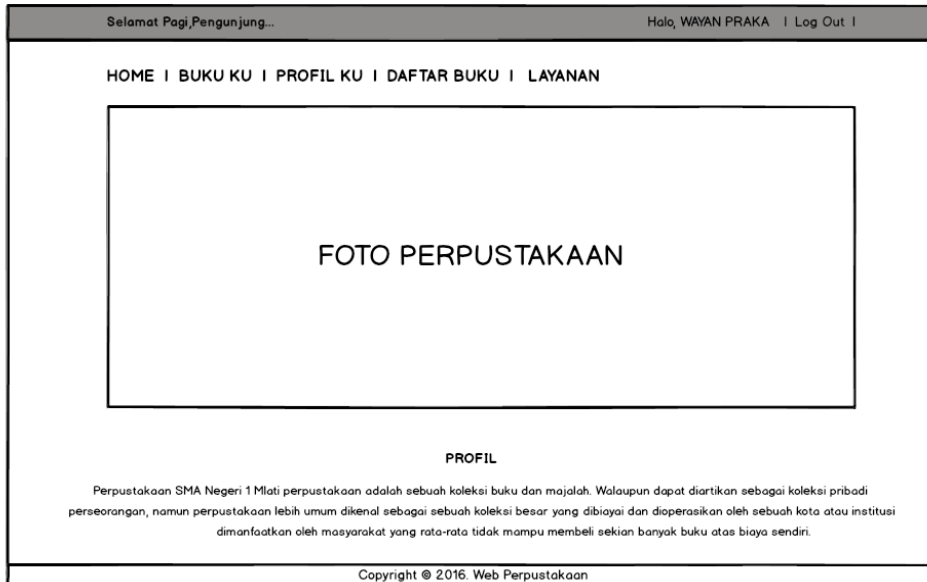 Selamat Pagi,Pengunjung... Halo, WAYAN PRAKA | Log Out |
HOME | BUKU KU | PROFIL KU | DAFTAR BUKU | LAYANAN
FOTO PERPUSTAKAAN
PROFIL
Perpustakaan SMA Negeri 1 Mlati perpustakaan adalah sebuah koleksi buku dan majalah. Walaupun dapat diartikan sebagai koleksi pribadi
perseorangan, namun perpustakaan lebih umum dikenal sebagai sebuah koleksi besar yang dibiayai dan dioperasikan oleh sebuah kota atau institusi
dimanfaatkan oleh masyarakat yang rata-rata tidak mampu membeli sekian banyak buku atas biaya sendiri.
Copyright © 2016. Web Perpustakaan